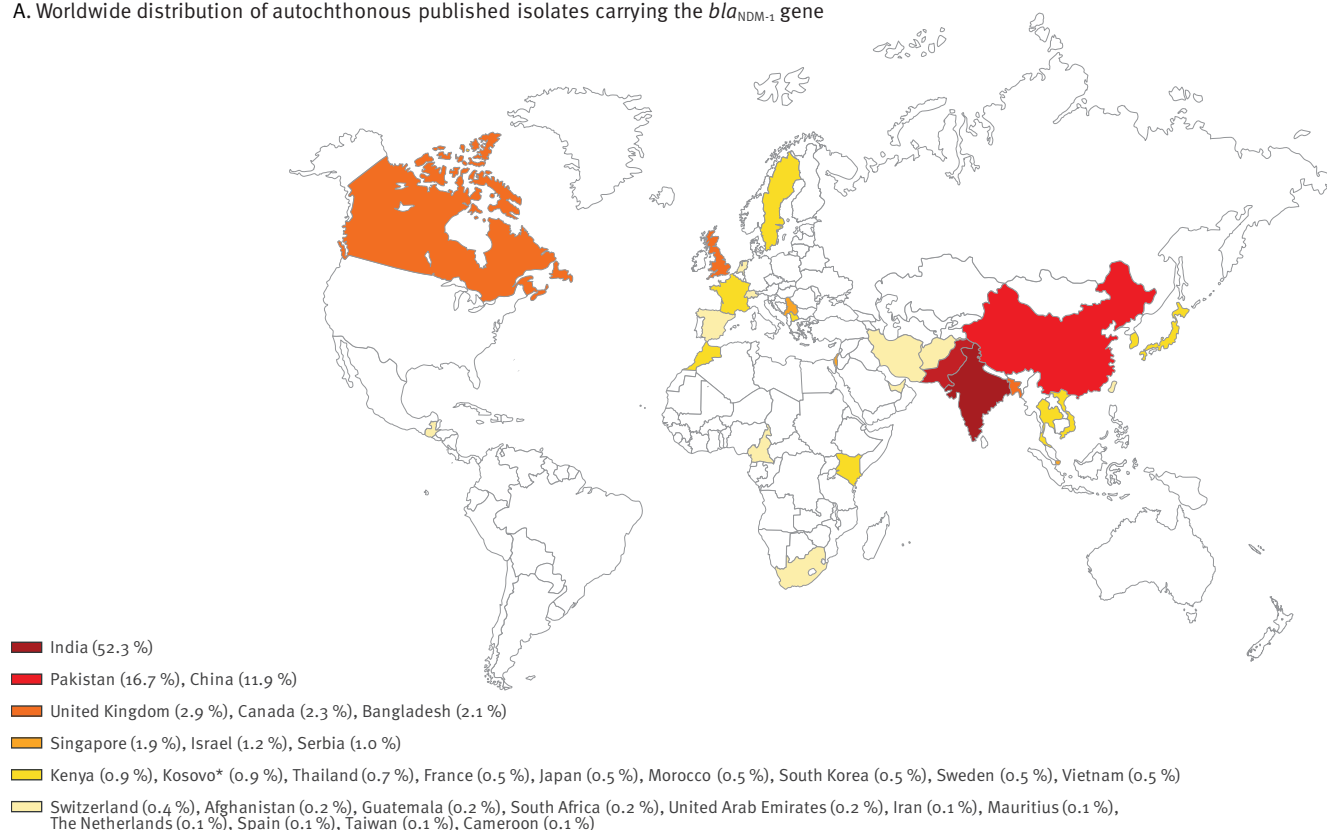 A. Worldwide distribution of autochthonous published isolates carrying the blaNDM-1 gene
India (52.3 %)
Pakistan (16.7 %), China (11.9 %)
United Kingdom (2.9 %), Canada (2.3 %), Bangladesh (2.1 %)
Singapore (1.9 %), Israel (1.2 %), Serbia (1.0 %)
Kenya (0.9 %), Kosovo* (0.9 %), Thailand (0.7 %), France (0.5 %), Japan (0.5 %), Morocco (0.5 %), South Korea (0.5 %), Sweden (0.5 %), Vietnam (0.5 %)
Switzerland (0.4 %), Afghanistan (0.2 %), Guatemala (0.2 %), South Africa (0.2 %), United Arab Emirates (0.2 %), Iran (0.1 %), Mauritius (0.1 %),
The Netherlands (0.1 %), Spain (0.1 %), Taiwan (0.1 %), Cameroon (0.1 %)